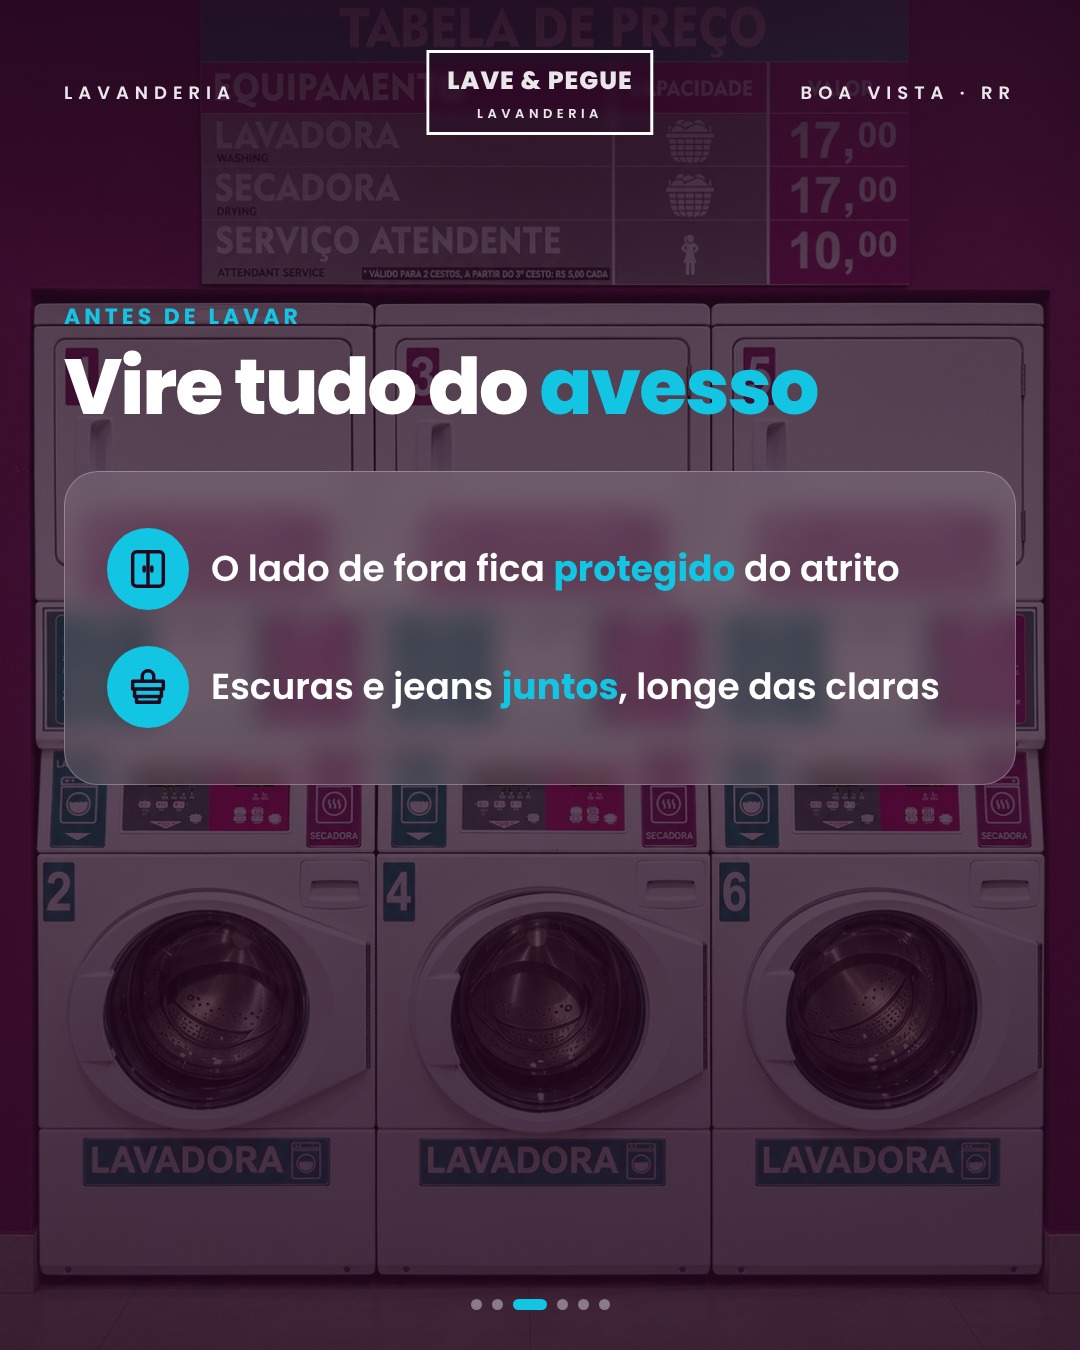 TABELA DE PREÇO
LAVANDERIA
LAVE & PEGUE
LAVANDERIA
BOA VISTA · RR
VALOR
LAVADORA
WASHING
17,00
SECADORA
DRYING
17,00
SERVIÇO ATENDENTE
ATTENDANT SERVICE
* VÁLIDO PARA 2 CESTOS, A PARTIR DO 3º CESTO: R$ 5,00 CADA
10,00
ANTES DE LAVAR
Vire tudo do avesso
3
5
O lado de fora fica protegido do atrito
Escuras e jeans juntos, longe das claras
SECADORA
SECADORA
SECADORA
2
4
6
LAVADORA
LAVADORA
LAVADORA